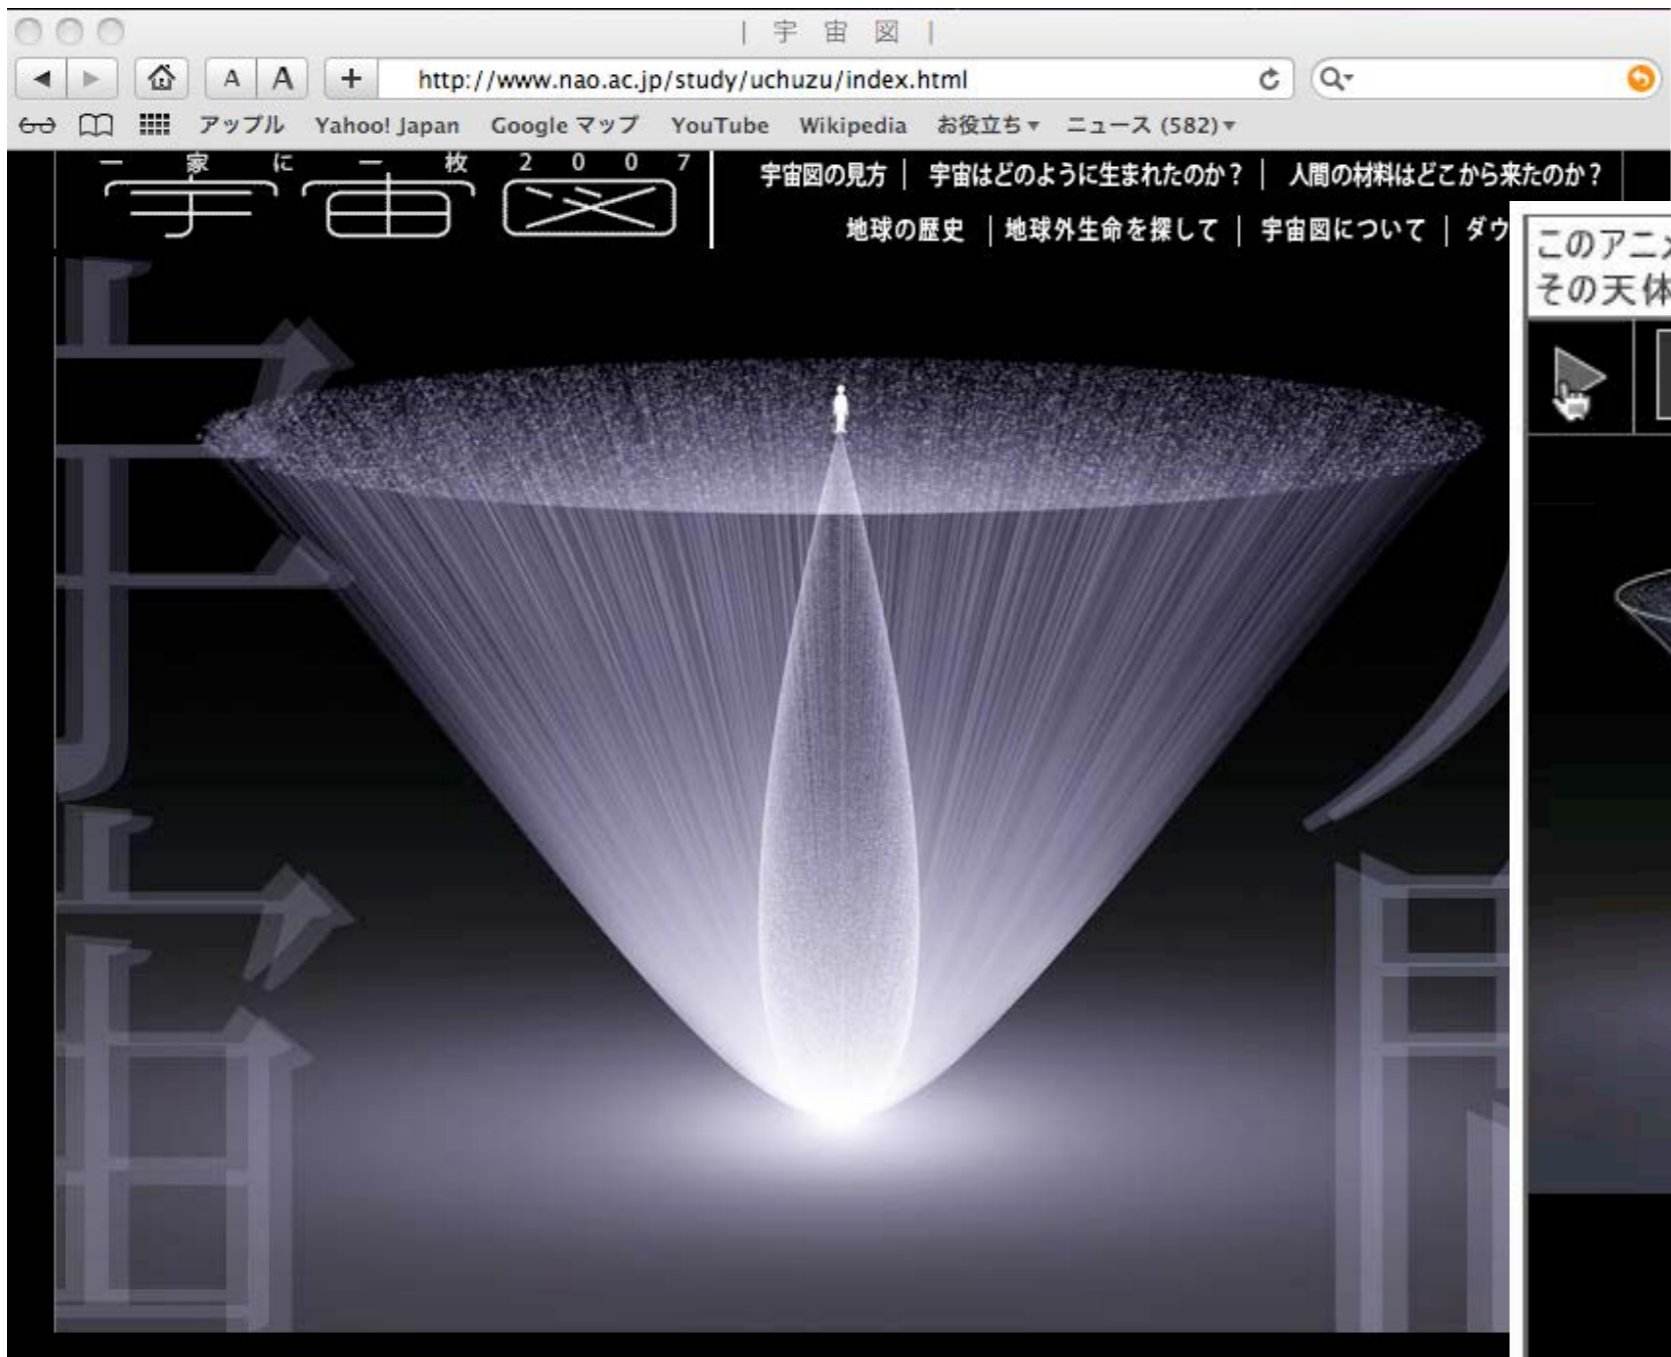 | 宇 宙 図 |
A A + http://www.nao.ac.jp/study/uchuzu/index.html
アップル Yahoo! Japan Google マップ YouTube Wikipedia お役立ち▼ ニュース (582)▼
一 家 に 一 枚 2 0 0 7
宇宙図
宇宙図の見方 | 宇宙はどのように生まれたのか? | 人間の材料はどこから来たのか?
地球の歴史 | 地球外生命を探して | 宇宙図について | ダウ
このアニメ
その天体
宇宙